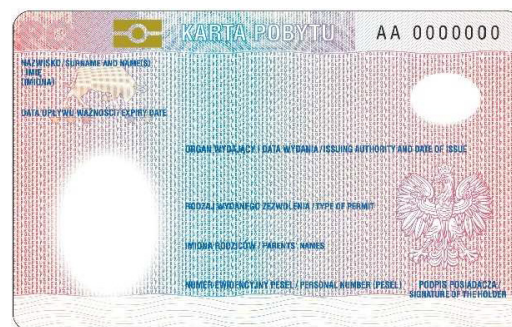 KARTA POBYTU AA 0000000
NAZWISKO / SURNAME AND NAME(S)
I IMIĘ
(IMIONA)
DATA UPŁYWU WAŻNOŚCI / EXPIRY DATE
ORGAN WYDAJĄCY / DATA WYDANIA / ISSUING AUTHORITY AND DATE OF ISSUE
RODZAJ WYDANEGO ZEZWOLENIA / TYPE OF PERMIT
IMIONA RODZICÓW / PARENTS' NAMES
NUMER EWIDENCYJNY PESEL / PERSONAL NUMBER (PESEL)
PODPIS POSIADACZA /
SIGNATURE OF THE HOLDER